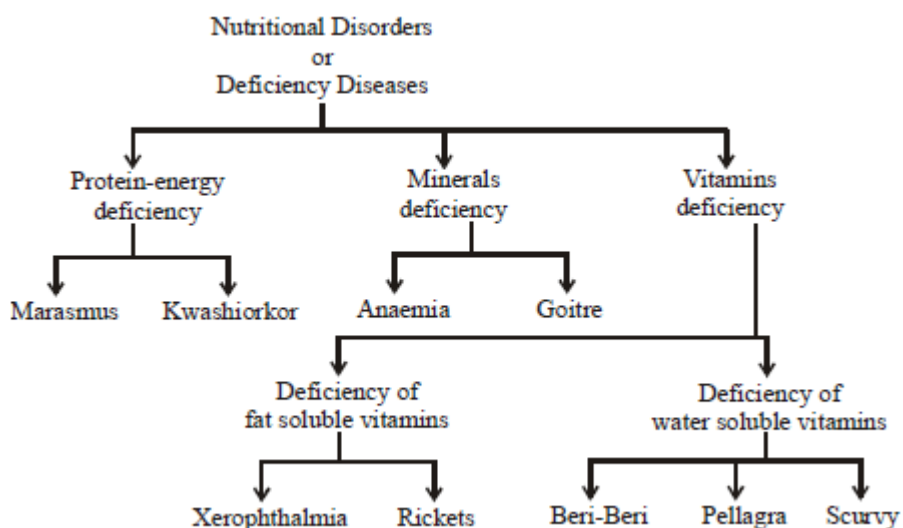 Nutritional Disorders
or
Deficiency Diseases
Protein-energy
deficiency
Minerals
deficiency
Vitamins
deficiency
Marasmus
Kwashiorkor
Anaemia
Goitre
Deficiency of
fat soluble vitamins
Deficiency of
water soluble vitamins
Xerophthalmia
Rickets
Beri-Beri
Pellagra
Scurvy